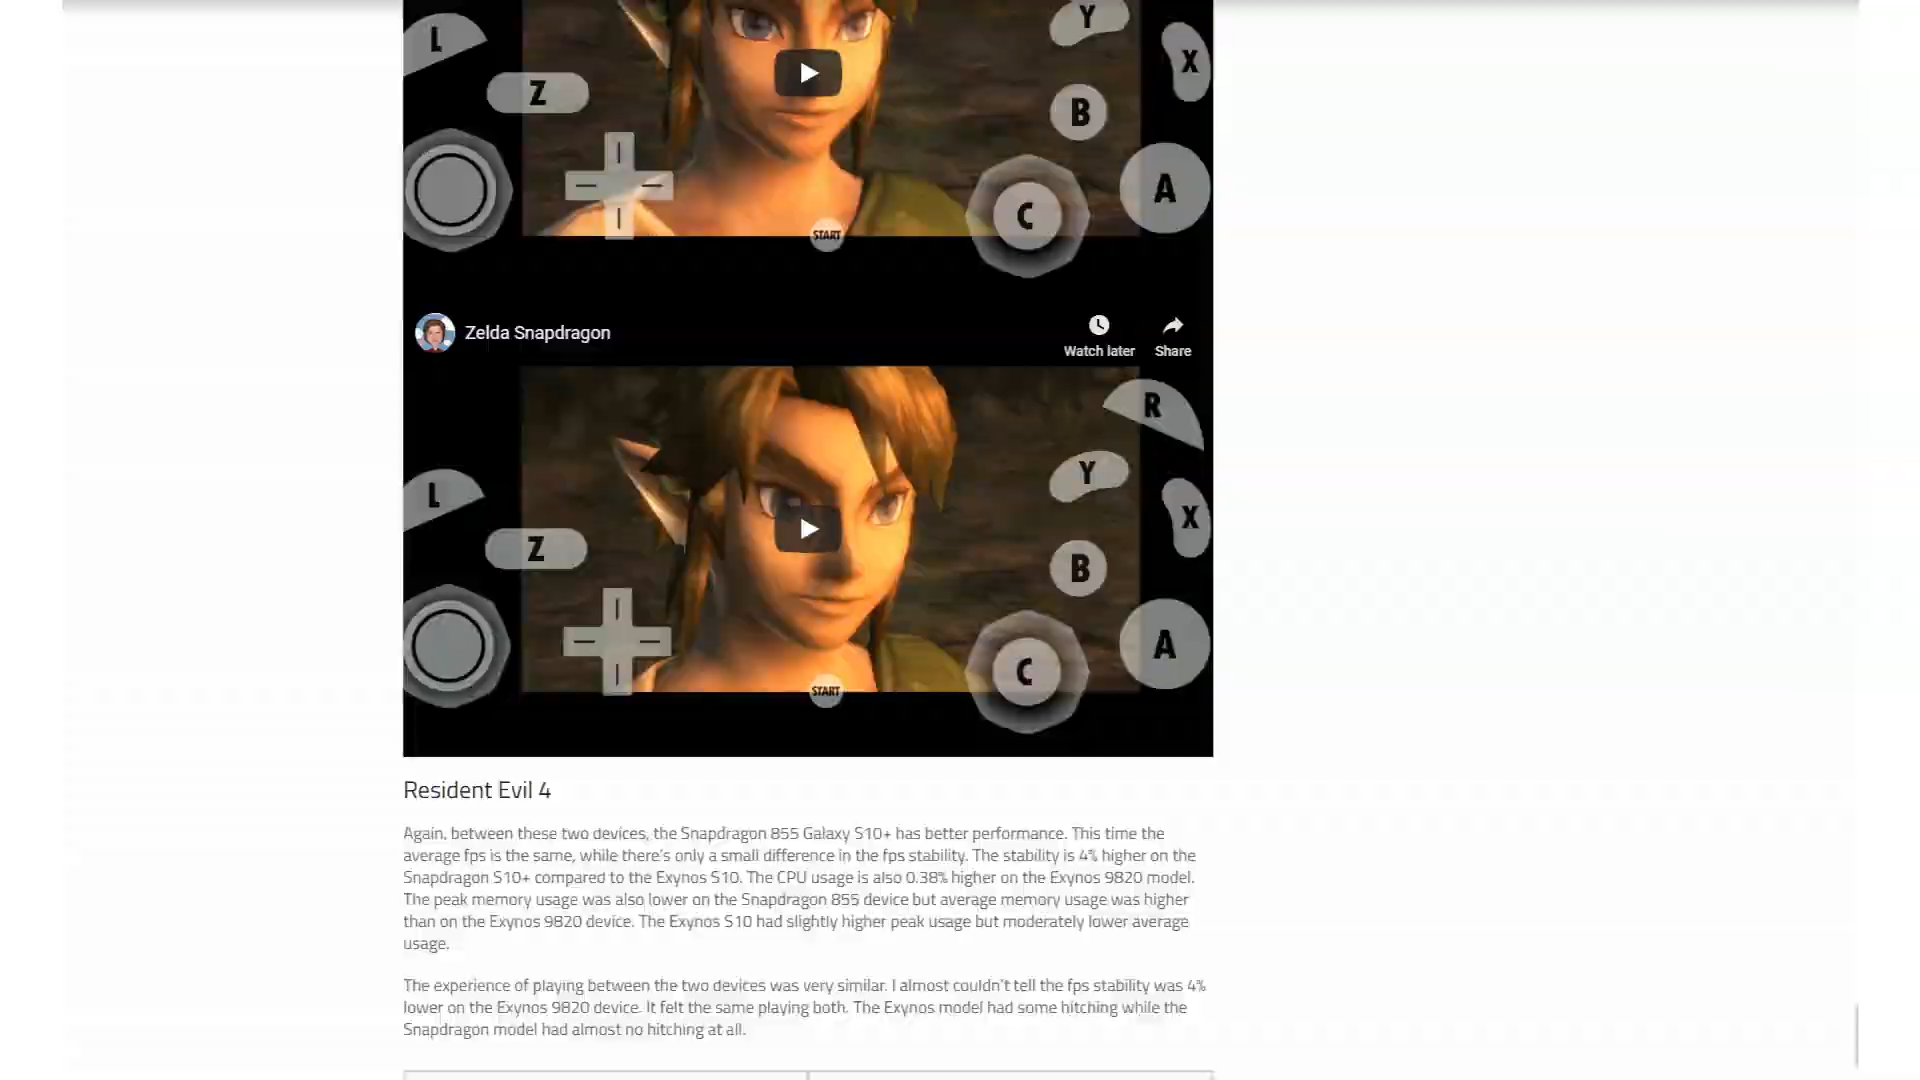 Y
L
X
Z
B
A
C
START
Zelda Snapdragon
Watch later
Share
R
Y
L
X
Z
B
A
C
START
Resident Evil 4
Again, between these two devices, the Snapdragon 855 Galaxy S10+ has better performance. This time the
average fps is the same, while there's only a small difference in the fps stability. The stability is 4% higher on the
Snapdragon S10+ compared to the Exynos S10. The CPU usage is also 0.38% higher on the Exynos 9820 model.
The peak memory usage was also lower on the Snapdragon 855 device but average memory usage was higher
than on the Exynos 9820 device. The Exynos S10 had slightly higher peak usage but moderately lower average
usage.
The experience of playing between the two devices was very similar. I almost couldn't tell the fps stability was 4%
lower on the Exynos 9820 device. It felt the same playing both. The Exynos model had some hitching while the
Snapdragon model had almost no hitching at all.